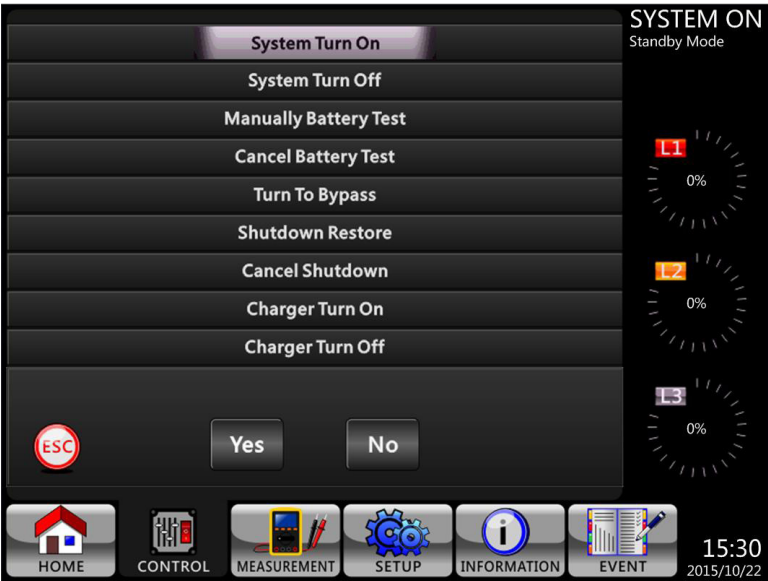 SYSTEM ON
Standby Mode
System Turn On
System Turn Off
Manually Battery Test
Cancel Battery Test
Turn To Bypass
Shutdown Restore
Cancel Shutdown
Charger Turn On
Charger Turn Off
L1
0%
L2
0%
L3
0%
ESC
Yes
No
HOME
CONTROL
MEASUREMENT
SETUP
INFORMATION
EVENT
15:30
2015/10/22